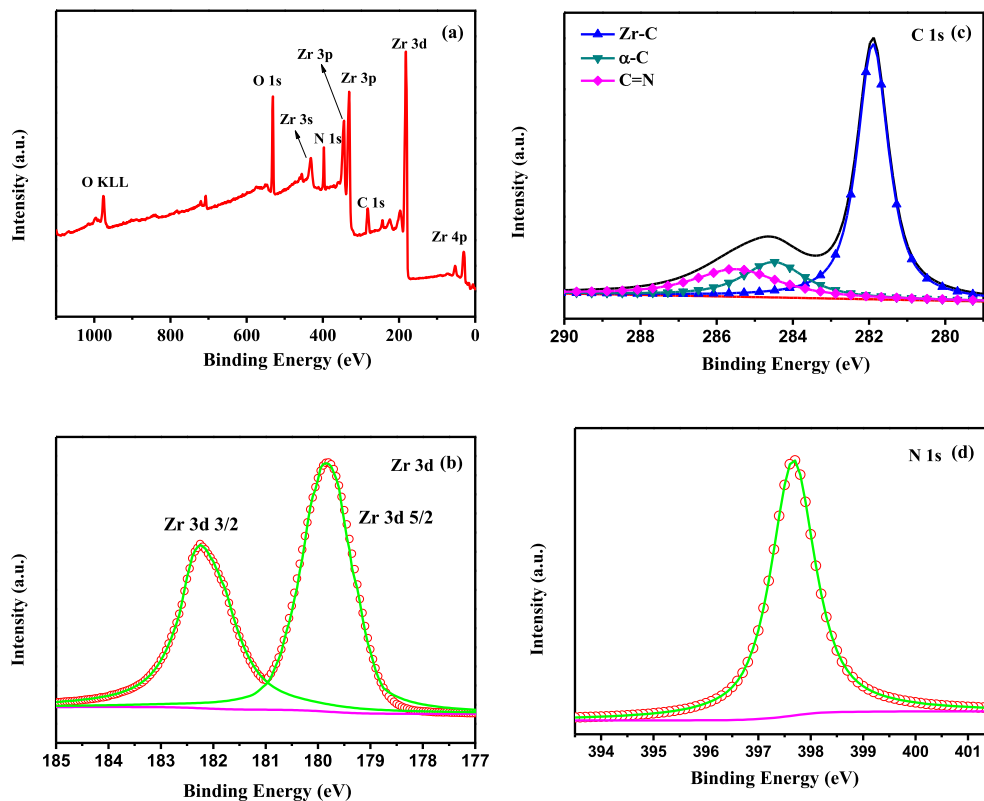 (a)
Zr 3d
Zr 3p
Zr 3p
O 1s
Zr 3s
N 1s
O KLL
C 1s
Zr 4p
Intensity (a.u.)
1000 800 600 400 200 0
Binding Energy (eV)
(c)
C 1s
Zr-C
α-C
C=N
Intensity (a.u.)
290 288 286 284 282 280
Binding Energy (eV)
Zr 3d (b)
Zr 3d 3/2
Zr 3d 5/2
Intensity (a.u.)
185 184 183 182 181 180 179 178 177
Binding Energy (eV)
N 1s (d)
Intensity (a.u.)
394 395 396 397 398 399 400 401
Binding Energy (eV)